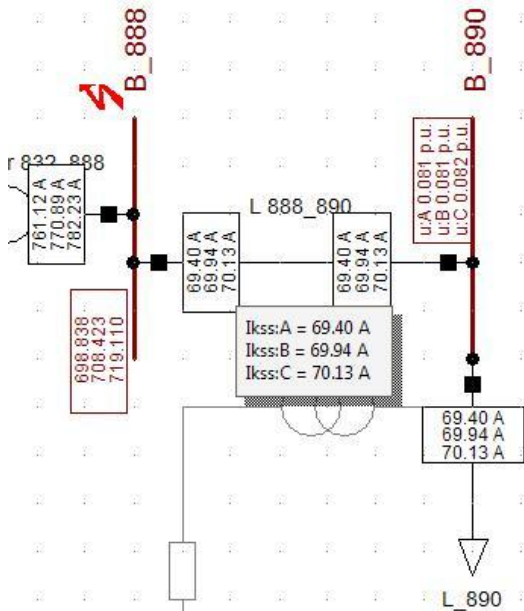 B_888
B_890
832_888
761.12 A
770.89 A
782.23 A
L 888_890
69.40 A
69.94 A
70.13 A
69.40 A
69.94 A
70.13 A
u:A 0.081 p.u.
u:B 0.081 p.u.
u:C 0.082 p.u.
698.838
708.423
719.110
Ikss:A = 69.40 A
Ikss:B = 69.94 A
Ikss:C = 70.13 A
69.40 A
69.94 A
70.13 A
L_890